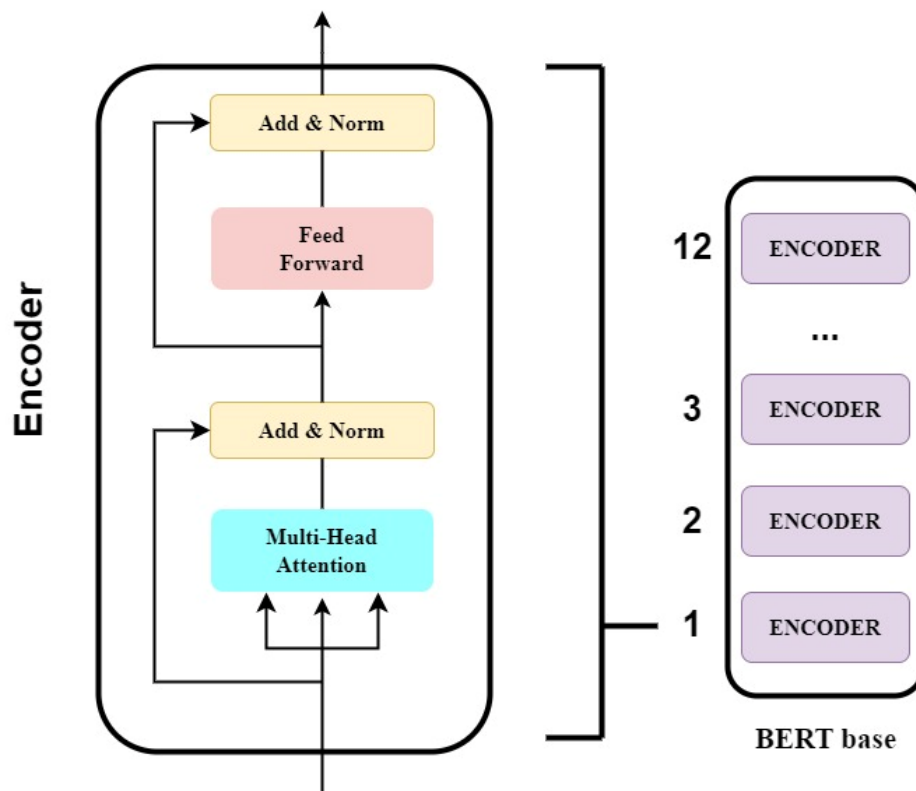 Encoder
Add & Norm
Feed
Forward
Add & Norm
Multi-Head
Attention
12
ENCODER
...
3
ENCODER
2
ENCODER
1
ENCODER
BERT base